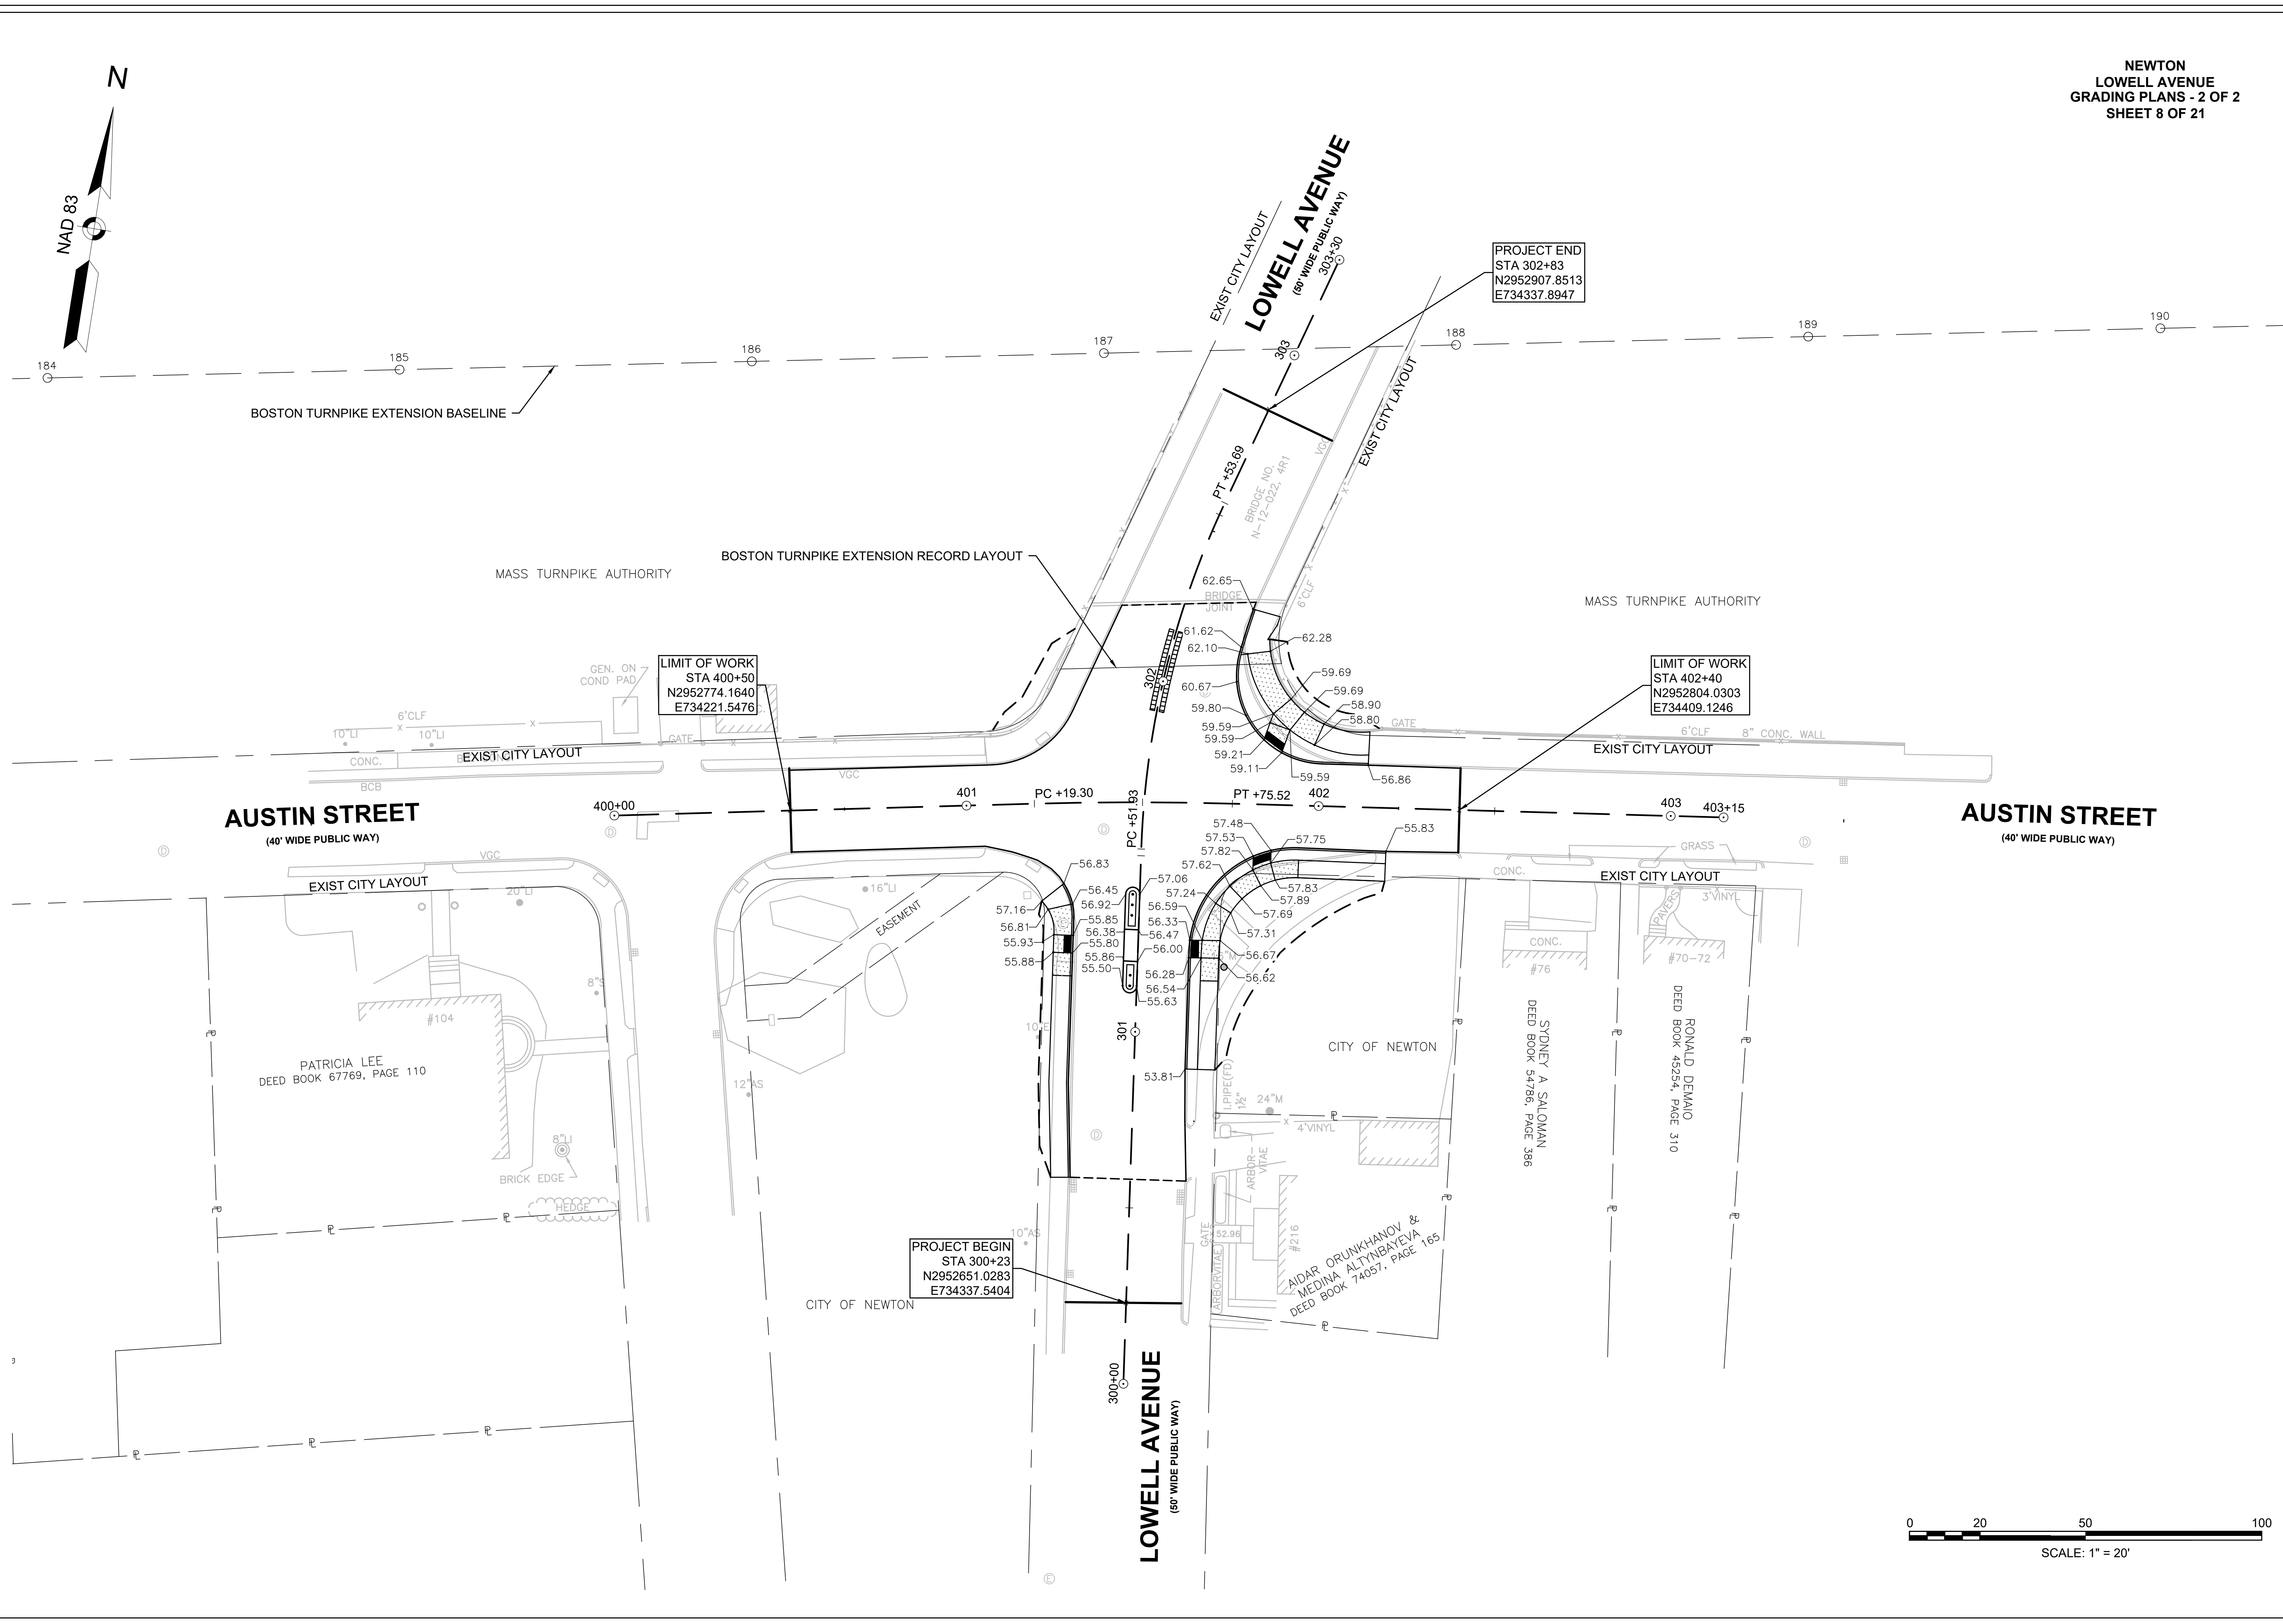 NEWTON
LOWELL AVENUE
GRADING PLANS - 2 OF 2
SHEET 8 OF 21
N
NAD 83
184
185
186
187
188
189
190
BOSTON TURNPIKE EXTENSION BASELINE
EXIST CITY LAYOUT
LOWELL AVENUE
(50' WIDE PUBLIC WAY)
303+30
303
PROJECT END
STA 302+83
N2952907.8513
E734337.8947
EXIST CITY LAYOUT
VGC
PT +53.69
BRIDGE NO.
N-12-022, 4R1
BOSTON TURNPIKE EXTENSION RECORD LAYOUT
MASS TURNPIKE AUTHORITY
MASS TURNPIKE AUTHORITY
6'CLF
62.65
BRIDGE
JOINT
61.62
62.10
62.28
60.67
59.69
59.69
59.80
58.90
59.59
58.80
59.59
59.21
59.11
59.59
56.86
302
GEN. ON
COND PAD
LIMIT OF WORK
STA 400+50
N2952774.1640
E734221.5476
LIMIT OF WORK
STA 402+40
N2952804.0303
E734409.1246
6'CLF
10"LI
10"LI
GATE
CONC.
EXIST CITY LAYOUT
BCB
VGC
GATE
6'CLF
8" CONC. WALL
EXIST CITY LAYOUT
AUSTIN STREET
(40' WIDE PUBLIC WAY)
400+00
401
PC +19.30
PC +51.93
PT +75.52
402
403
403+15
AUSTIN STREET
(40' WIDE PUBLIC WAY)
D
D
D
D
VGC
EXIST CITY LAYOUT
20"LI
16"LI
EASEMENT
57.48
57.53
57.82
57.62
57.24
56.59
56.33
56.28
56.54
57.75
55.83
57.83
57.89
57.69
57.31
56.67
56.62
56.83
56.45
57.16
56.81
55.85
55.93
55.80
55.88
57.06
56.92
56.38
56.47
55.86
56.00
55.50
55.63
53.81
GRASS
CONC.
EXIST CITY LAYOUT
3'VINYL
PAVERS
CONC.
#76
#70-72
8"S
#104
PATRICIA LEE
DEED BOOK 67769, PAGE 110
12"AS
10"E
301
CITY OF NEWTON
SYDNEY A SALOMAN
DEED BOOK 54786, PAGE 386
RONALD DEMAIO
DEED BOOK 45254, PAGE 310
I.PIPE(FD)
1½"
24"M
4'VINYL
ARBOR-
VITAE
8"LI
BRICK EDGE
HEDGE
10"AS
GATE
52.96
#216
ARBORVITAE
AIDAR ORUNKHANOV &
MEDINA ALTYNBAYEVA
DEED BOOK 74057, PAGE 165
PROJECT BEGIN
STA 300+23
N2952651.0283
E734337.5404
CITY OF NEWTON
300+00
LOWELL AVENUE
(50' WIDE PUBLIC WAY)
E
0 20 50 100
SCALE: 1" = 20'